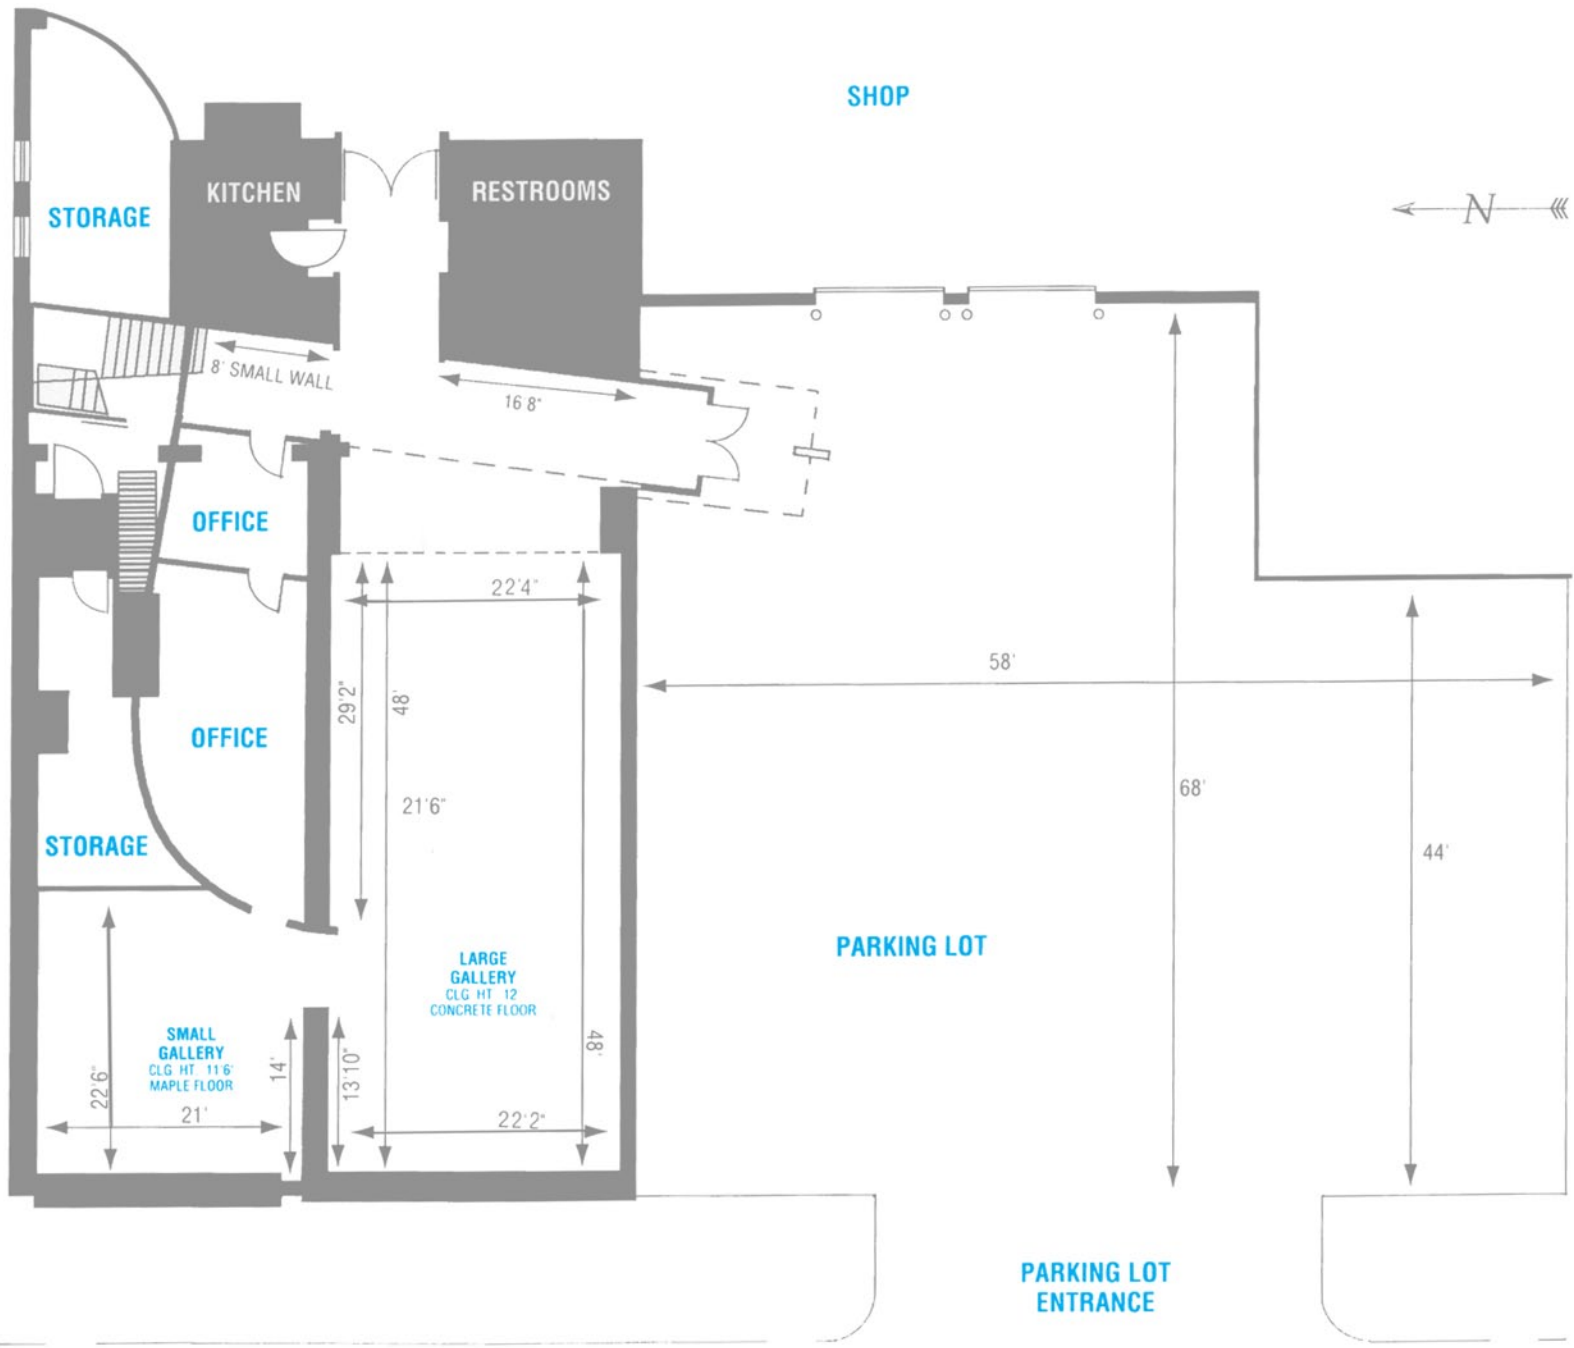 SHOP
KITCHEN
RESTROOMS
STORAGE
N
8' SMALL WALL
16'8"
OFFICE
22'4"
58'
29'2"
48'
OFFICE
68'
21'6"
STORAGE
44'
PARKING LOT
LARGE
GALLERY
CLG HT 12
CONCRETE FLOOR
SMALL
GALLERY
CLG HT 11'6'
MAPLE FLOOR
22'6"
14'
13'10"
48'
21'
22'2"
PARKING LOT
ENTRANCE